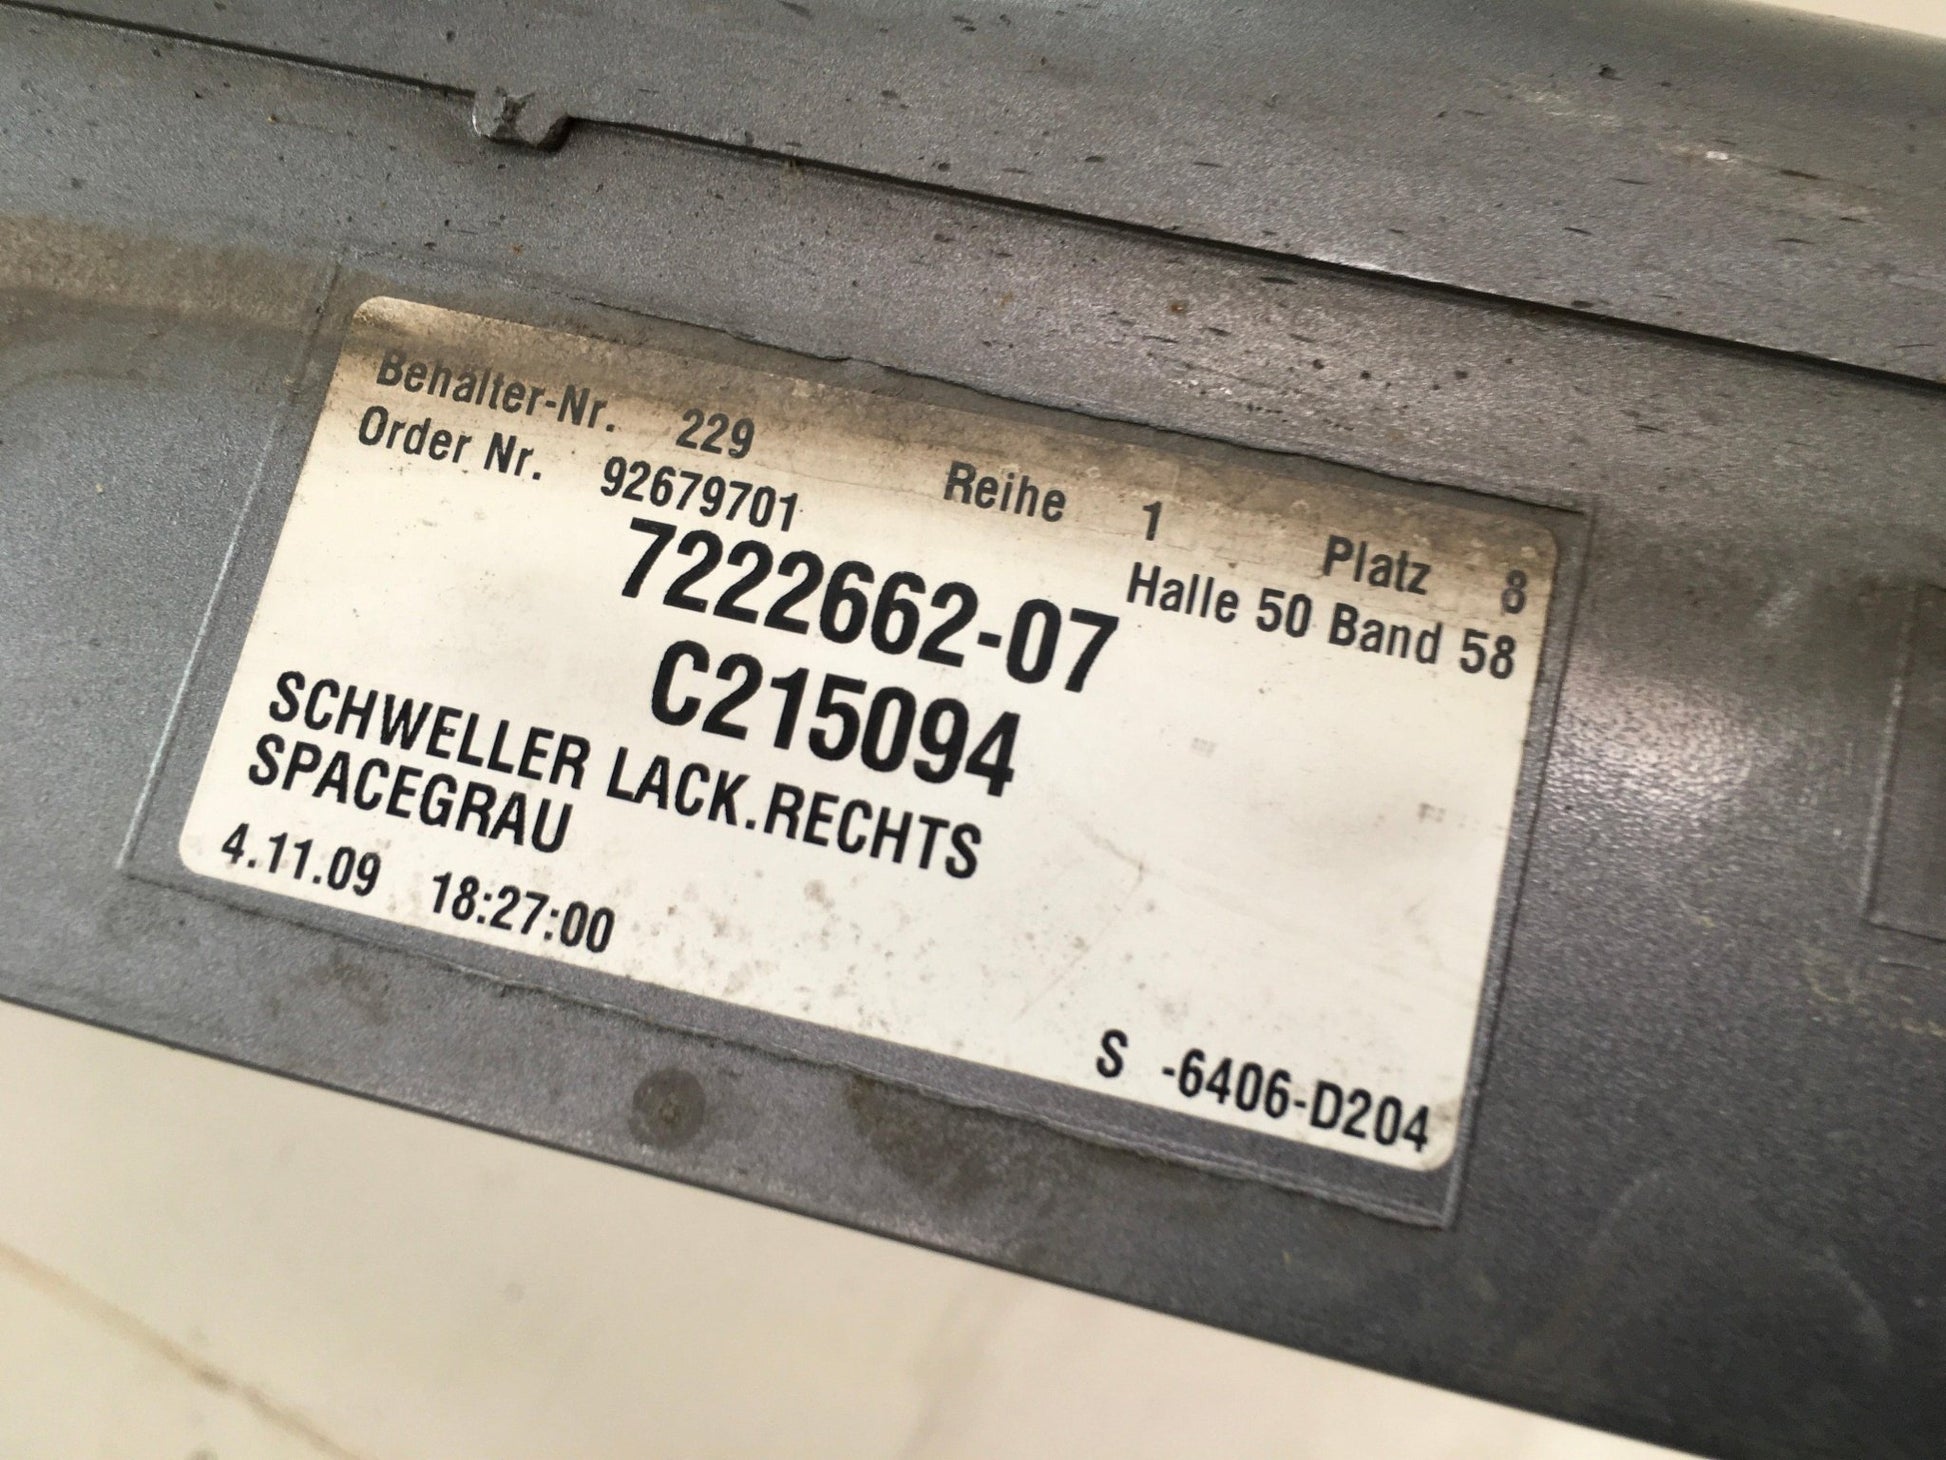 Behälter-Nr. 229 Reihe 1 Platz 8
Order Nr. 92679701 Halle 50 Band 58
7222662-07
C215094
SCHWELLER LACK.RECHTS
SPACEGRAU
4.11.09 18:27:00
S -6406-D204